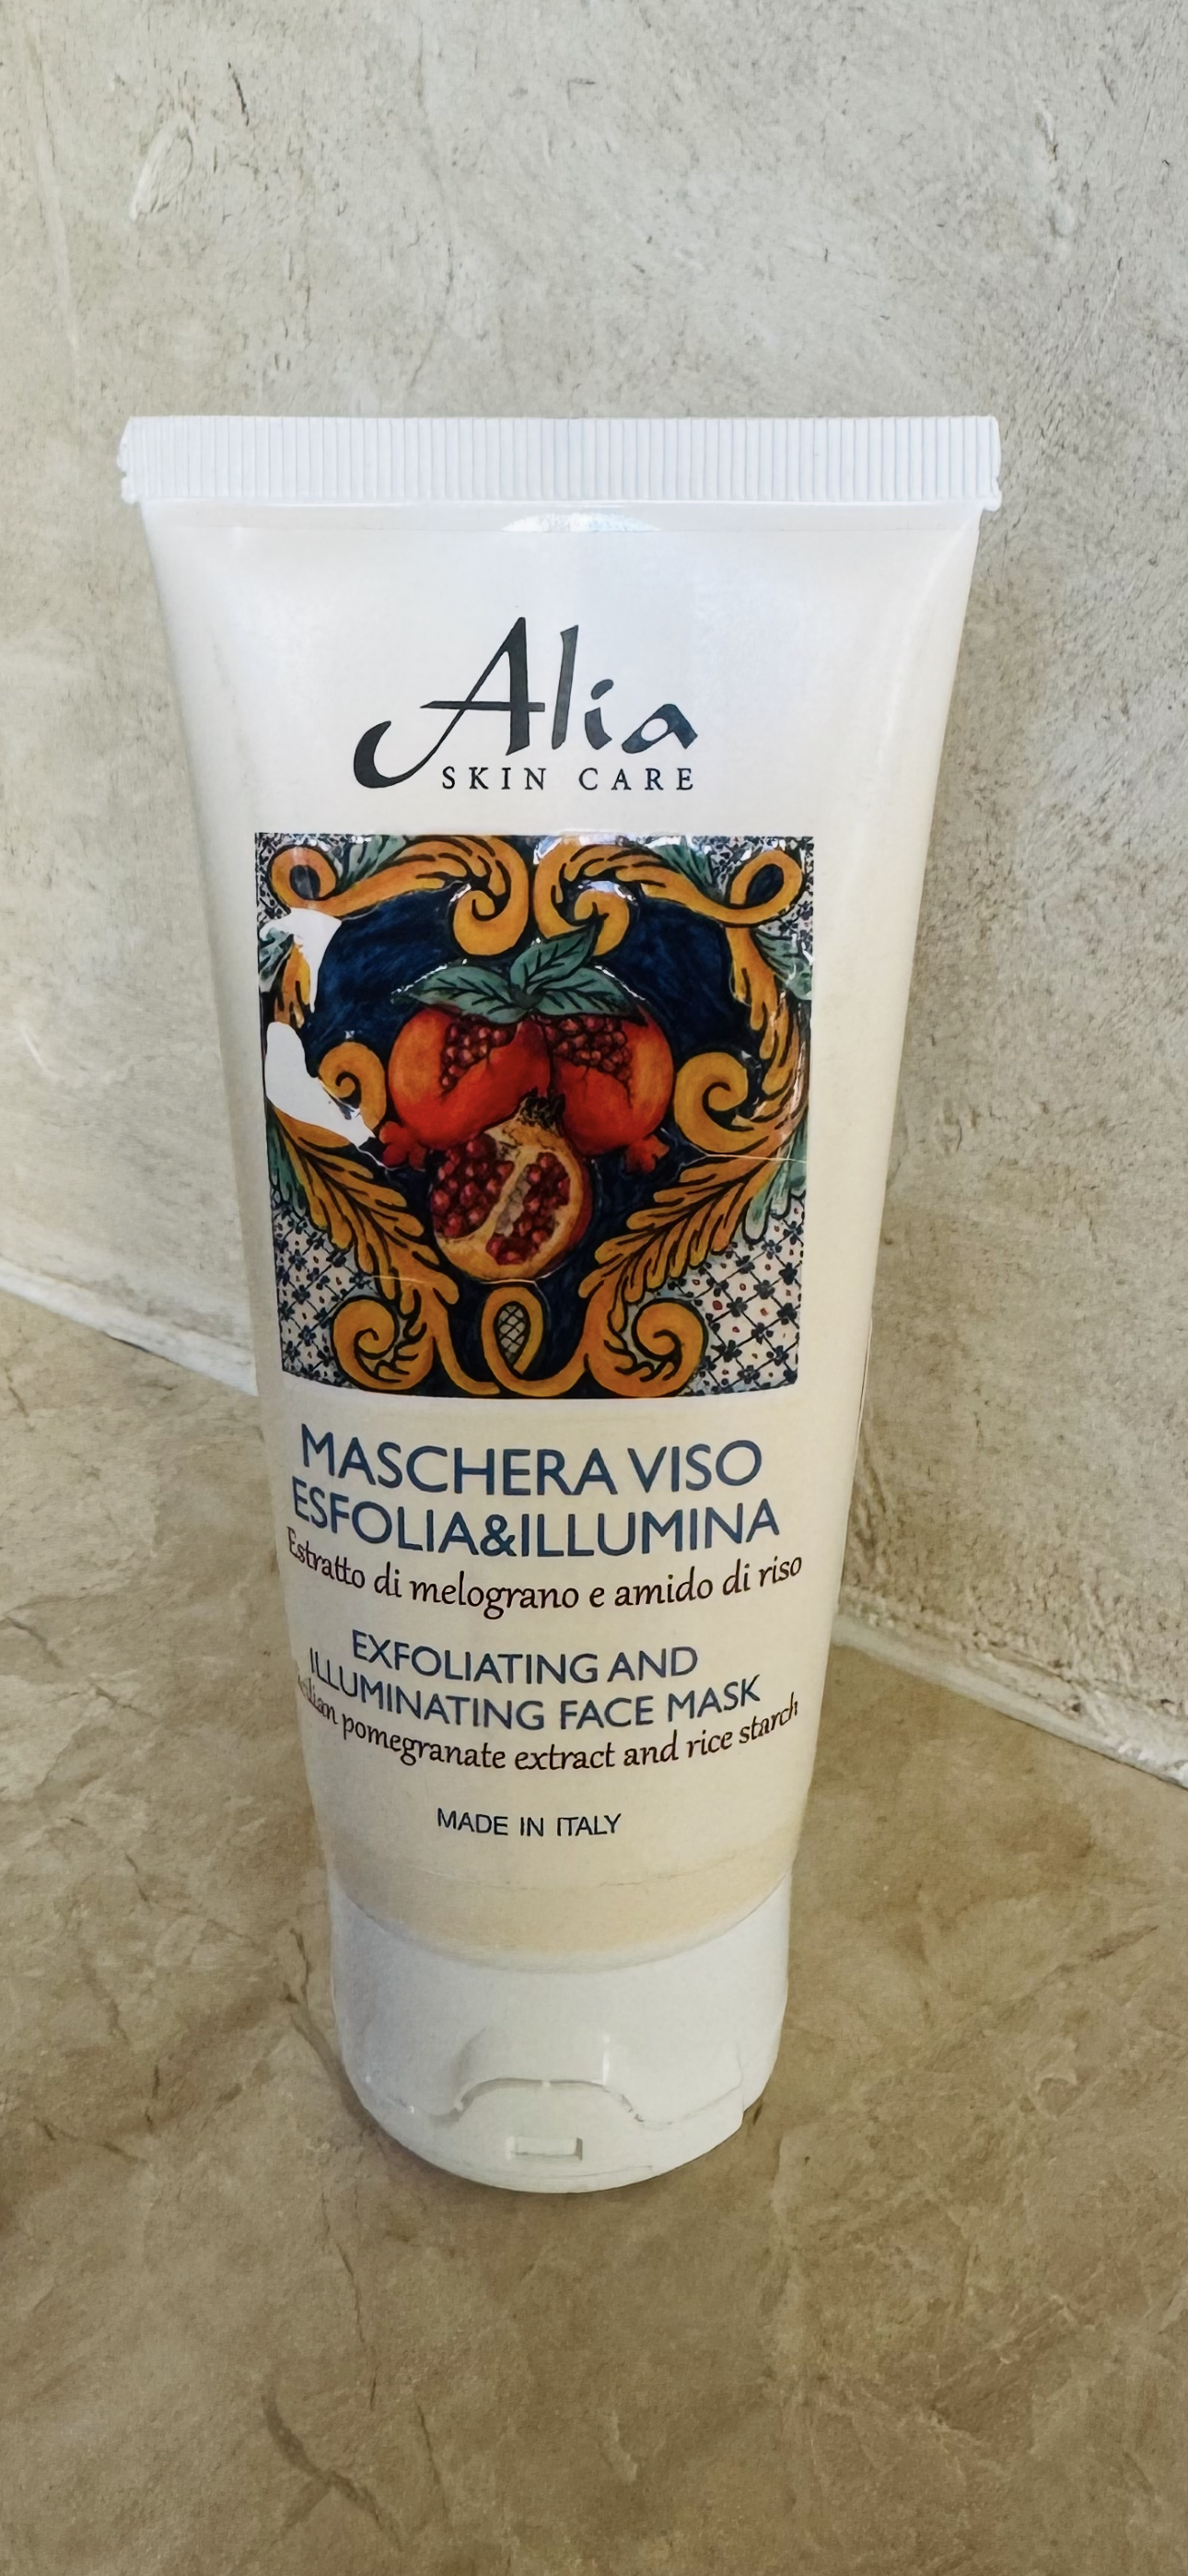 Alia
SKIN CARE
MASCHERA VISO
ESFOLIA&ILLUMINA
Estratto di melograno e amido di riso
EXFOLIATING AND
ILLUMINATING FACE MASK
pomegranate extract and rice starch
MADE IN ITALY